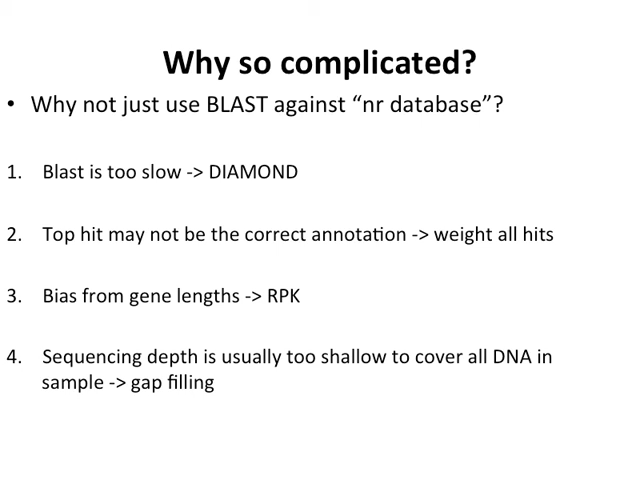 Why so complicated?
• Why not just use BLAST against “nr database”?
1. Blast is too slow -> DIAMOND
2. Top hit may not be the correct annotation -> weight all hits
3. Bias from gene lengths -> RPK
4. Sequencing depth is usually too shallow to cover all DNA in
sample -> gap filling